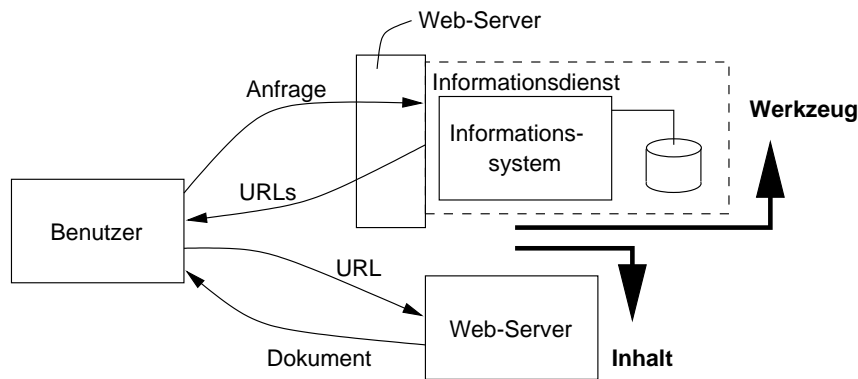 Web-Server
Anfrage
Informationsdienst
Informations-
system
Werkzeug
URLs
Benutzer
URL
Web-Server
Dokument
Inhalt